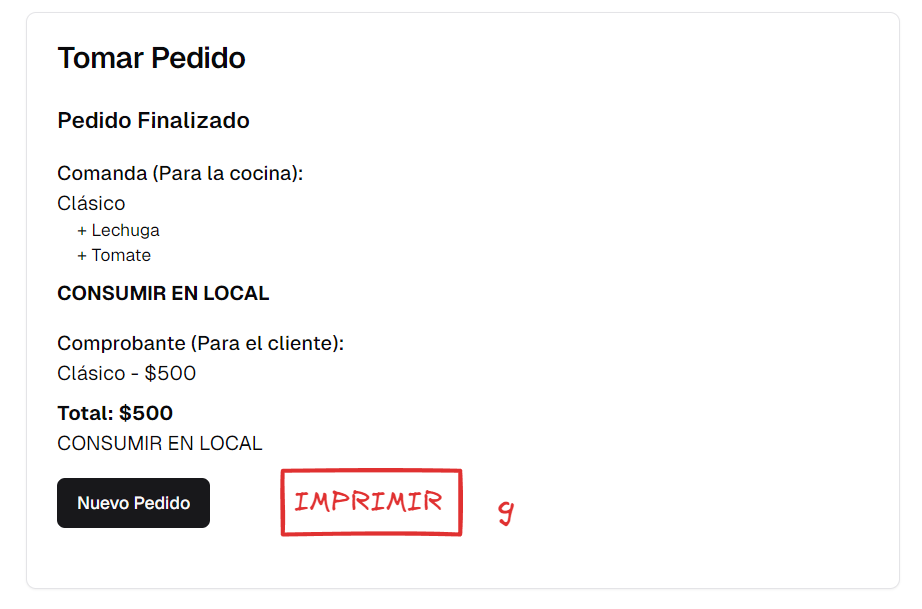 Tomar Pedido
Pedido Finalizado
Comanda (Para la cocina):
Clásico
+ Lechuga
+ Tomate
CONSUMIR EN LOCAL
Comprobante (Para el cliente):
Clásico - $500
Total: $500
CONSUMIR EN LOCAL
Nuevo Pedido IMPRIMIR g